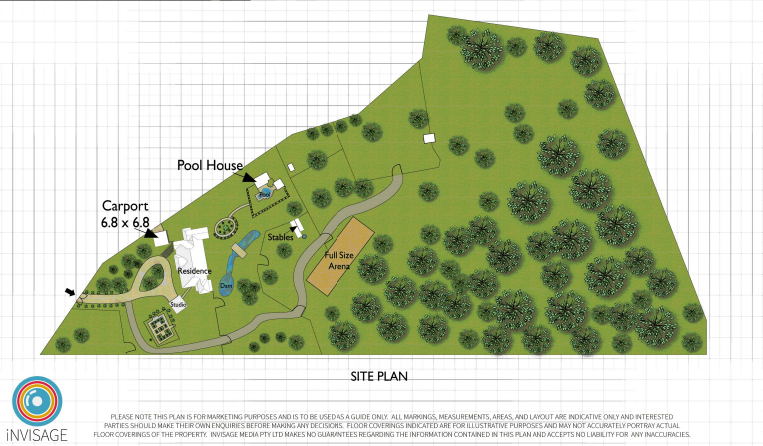 Pool House
Pool
Carport
6.8 x 6.8
Stables
Full Size
Arena
Residence
Dam
Studio
SITE PLAN
iNVISAGE
PLEASE NOTE THIS PLAN IS FOR MARKETING PURPOSES AND IS TO BE USED AS A GUIDE ONLY. ALL MARKINGS, MEASUREMENTS, AREAS, AND LAYOUT ARE INDICATIVE ONLY AND INTERESTED
PARTIES SHOULD MAKE THEIR OWN ENQUIRIES BEFORE MAKING ANY DECISIONS. FLOOR COVERINGS INDICATED ARE FOR ILLUSTRATIVE PURPOSES AND MAY NOT ACCURATELY PORTRAY ACTUAL
FLOOR COVERINGS OF THE PROPERTY. INVISAGE MEDIA PTY LTD MAKES NO GUARANTEES REGARDING THE INFORMATION CONTAINED IN THIS PLAN AND ACCEPTS NO LIABILITY FOR ANY INACCURACIES.